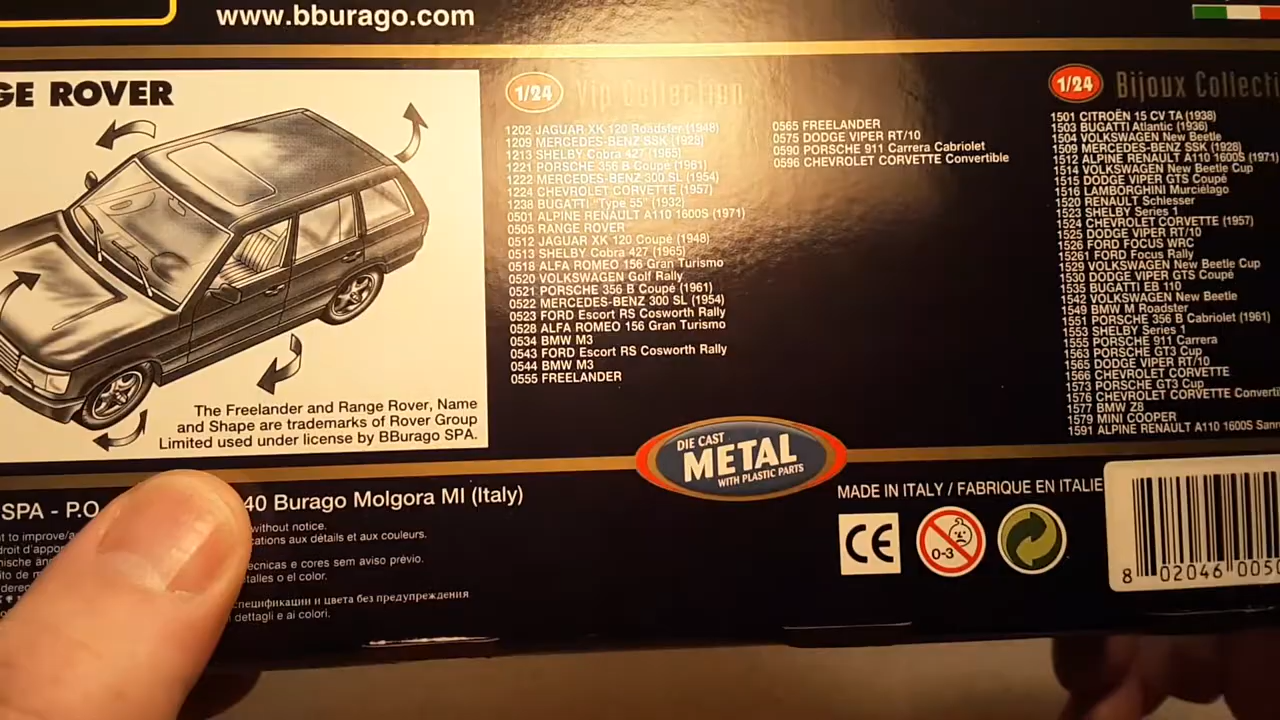 www.bburago.com
GE ROVER
The Freelander and Range Rover, Name
and Shape are trademarks of Rover Group
Limited used under license by BBurago SPA.
1/24 Vip Collection
1202 JAGUAR XK 120 Roadster (1948)
1209 MERCEDES-BENZ SSK (1928)
1213 SHELBY Cobra 427 (1965)
1221 PORSCHE 356 B Coupé (1961)
1222 MERCEDES-BENZ 300 SL (1954)
1224 CHEVROLET CORVETTE (1957)
1238 BUGATTI "Type 55" (1932)
0501 ALPINE RENAULT A110 1600S (1971)
0505 RANGE ROVER
0512 JAGUAR XK 120 Coupé (1948)
0513 SHELBY Cobra 427 (1965)
0518 ALFA ROMEO 156 Gran Turismo
0520 VOLKSWAGEN Golf Rally
0521 PORSCHE 356 B Coupé (1961)
0522 MERCEDES-BENZ 300 SL (1954)
0523 FORD Escort RS Cosworth Rally
0528 ALFA ROMEO 156 Gran Turismo
0534 BMW M3
0543 FORD Escort RS Cosworth Rally
0544 BMW M3
0555 FREELANDER
0565 FREELANDER
0575 DODGE VIPER RT/10
0590 PORSCHE 911 Carrera Cabriolet
0596 CHEVROLET CORVETTE Convertible
1/24 Bijoux Collecti
1501 CITROËN 15 CV TA (1938)
1503 BUGATTI Atlantic (1936)
1504 VOLKSWAGEN New Beetle
1509 MERCEDES-BENZ SSK (1928)
1512 ALPINE RENAULT A110 1600S (1971)
1514 VOLKSWAGEN New Beetle Cup
1515 DODGE VIPER GTS Coupé
1516 LAMBORGHINI Murciélago
1520 RENAULT Schlesser
1523 SHELBY Series 1
1524 CHEVROLET CORVETTE (1957)
1525 DODGE VIPER RT/10
1526 FORD FOCUS WRC
15261 FORD Focus Rally
1529 VOLKSWAGEN New Beetle Cup
1530 DODGE VIPER GTS Coupé
1535 BUGATTI EB 110
1542 VOLKSWAGEN New Beetle
1549 BMW M Roadster
1551 PORSCHE 356 B Cabriolet (1961)
1553 SHELBY Series 1
1555 PORSCHE 911 Carrera
1563 PORSCHE GT3 Cup
1565 DODGE VIPER RT/10
1566 CHEVROLET CORVETTE
1573 PORSCHE GT3 Cup
1576 CHEVROLET CORVETTE Converti
1577 BMW Z8
1579 MINI COOPER
1591 ALPINE RENAULT A110 1600S Sanr
DIE CAST
METAL
WITH PLASTIC PARTS
SPA - P.O 40 Burago Molgora MI (Italy)
t to improve/a without notice.
droit d'appor cations aux détails et aux couleurs.
écnicas e cores sem aviso prévio.
etalles o el color.
пецификации и цвета без предупреждения
dettagli e ai colori.
MADE IN ITALY / FABRIQUE EN ITALIE
CE
0-3
8 02046 0050